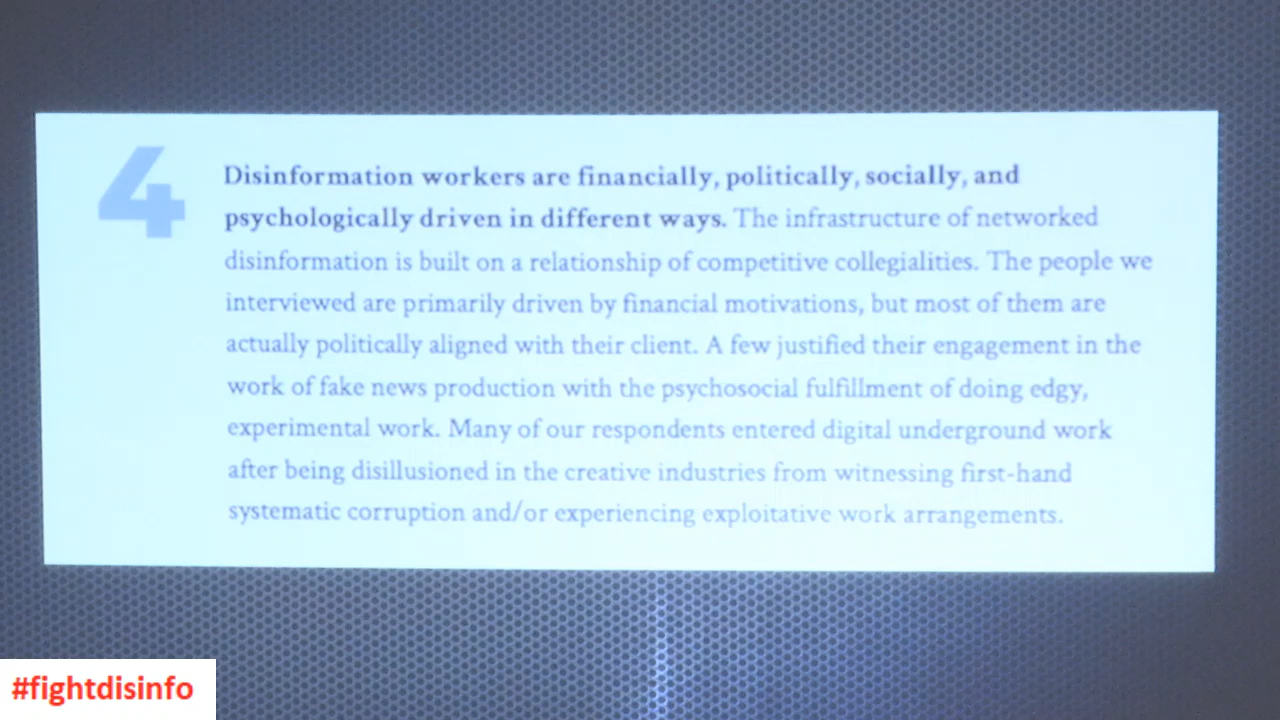 4
Disinformation workers are financially, politically, socially, and
psychologically driven in different ways. The infrastructure of networked
disinformation is built on a relationship of competitive collegialities. The people we
interviewed are primarily driven by financial motivations, but most of them are
actually politically aligned with their client. A few justified their engagement in the
work of fake news production with the psychosocial fulfillment of doing edgy,
experimental work. Many of our respondents entered digital underground work
after being disillusioned in the creative industries from witnessing first-hand
systematic corruption and/or experiencing exploitative work arrangements.
#fightdisinfo